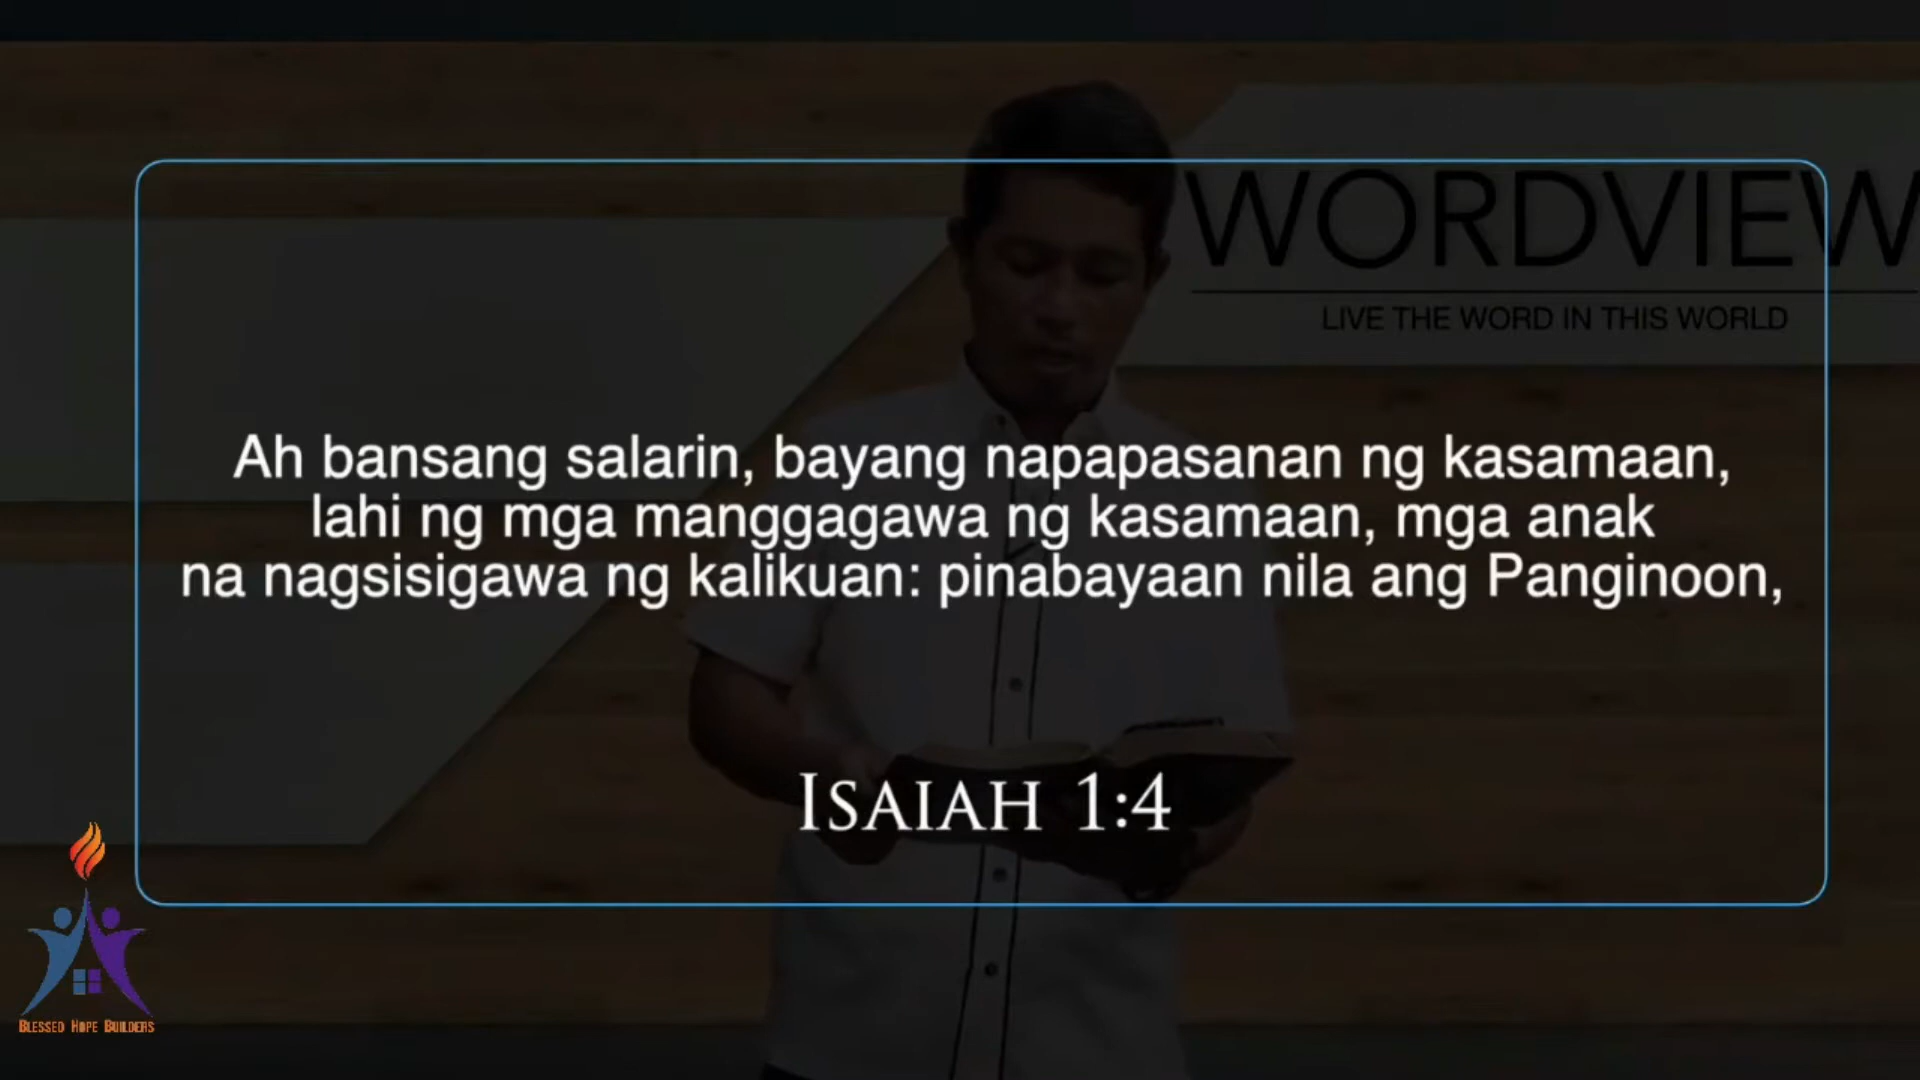 WORDVIEW
LIVE THE WORD IN THIS WORLD
Ah bansang salarin, bayang napapasanan ng kasamaan,
lahi ng mga manggagawa ng kasamaan, mga anak
na nagsisigawa ng kalikuan: pinabayaan nila ang Panginoon,
ISAIAH 1:4
BLESSED HOPE BUILDERS